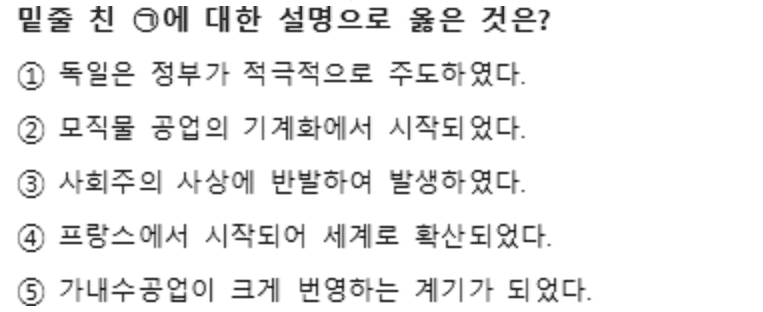 밑줄 친 ㉠에 대한 설명으로 옳은 것은?
① 독일은 정부가 적극적으로 주도하였다.
② 모직물 공업의 기계화에서 시작되었다.
③ 사회주의 사상에 반발하여 발생하였다.
④ 프랑스에서 시작되어 세계로 확산되었다.
⑤ 가내수공업이 크게 번영하는 계기가 되었다.